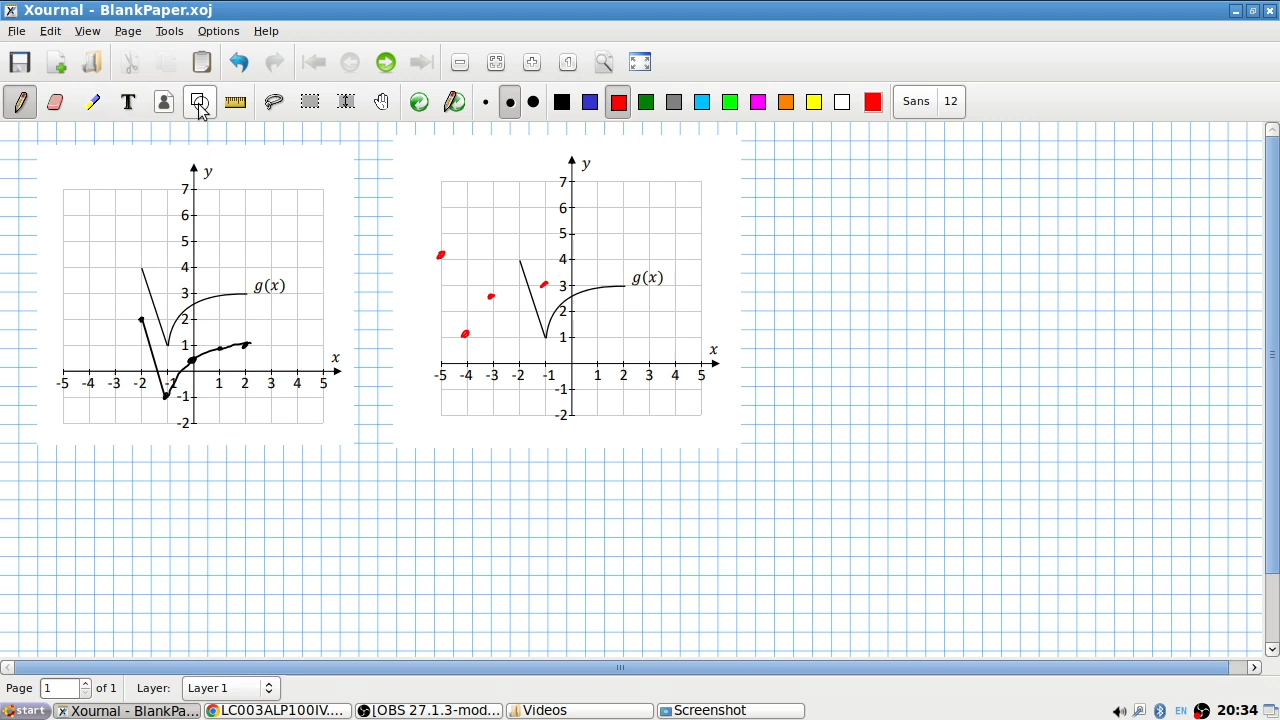 Xournal - BlankPaper.xoj
File Edit View Page Tools Options Help
T Sans 12
y y
7 7
6 6
5 5
4 4
3 g(x) 3 g(x)
2 2
1 1
x x
-5 -4 -3 -2 -1 1 2 3 4 5 -5 -4 -3 -2 -1 1 2 3 4 5
-1 -1
-2 -2
Page 1 of 1 Layer: Layer 1
start Xournal - BlankPa... LC003ALP100IV.... [OBS 27.1.3-mod... Videos Screenshot EN 20:34